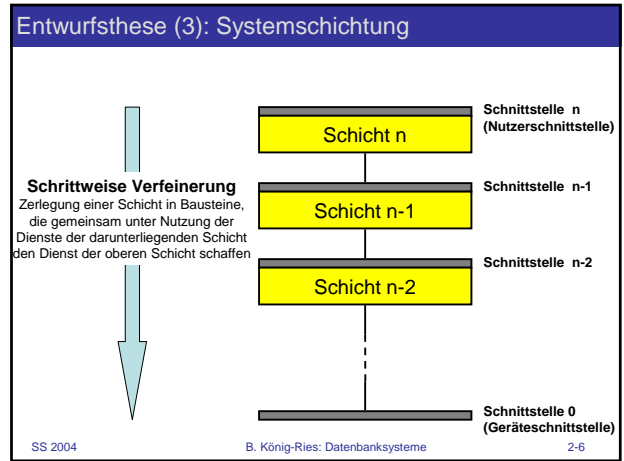 Entwurfsthese (3): Systemschichtung
Schrittweise Verfeinerung
Zerlegung einer Schicht in Bausteine,
die gemeinsam unter Nutzung der
Dienste der darunterliegenden Schicht
den Dienst der oberen Schicht schaffen
Schnittstelle n
(Nutzerschnittstelle)
Schicht n
Schnittstelle n-1
Schicht n-1
Schnittstelle n-2
Schicht n-2
Schnittstelle 0
(Geräteschnittstelle)
SS 2004
B. König-Ries: Datenbanksysteme
2-6